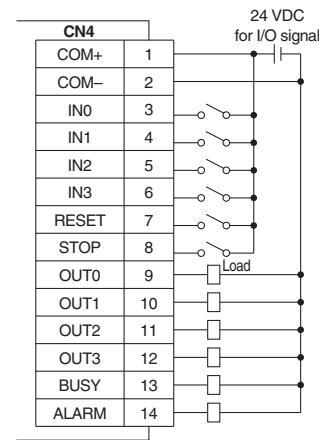 24 VDC
for I/O signal
CN4
COM+ 1
COM– 2
IN0 3
IN1 4
IN2 5
IN3 6
RESET 7
STOP 8
Load
OUT0 9
OUT1 10
OUT2 11
OUT3 12
BUSY 13
ALARM 14